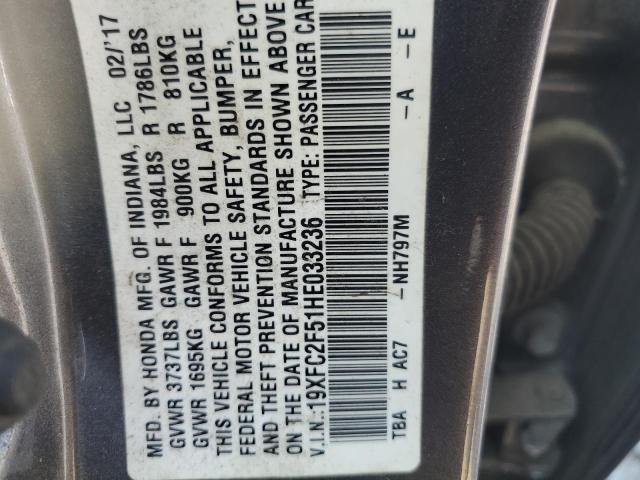 MFD. BY HONDA MFG. OF INDIANA, LLC 02/'17
GVWR 3737LBS GAWR F 1984LBS R 1786LBS
GVWR 1695KG GAWR F 900KG R 810KG
THIS VEHICLE CONFORMS TO ALL APPLICABLE
FEDERAL MOTOR VEHICLE SAFETY, BUMPER,
AND THEFT PREVENTION STANDARDS IN EFFECT
ON THE DATE OF MANUFACTURE SHOWN ABOVE
V.I.N.:19XFC2F51HE033236 TYPE: PASSENGER CAR
TBA H AC7 -NH797M -A -E